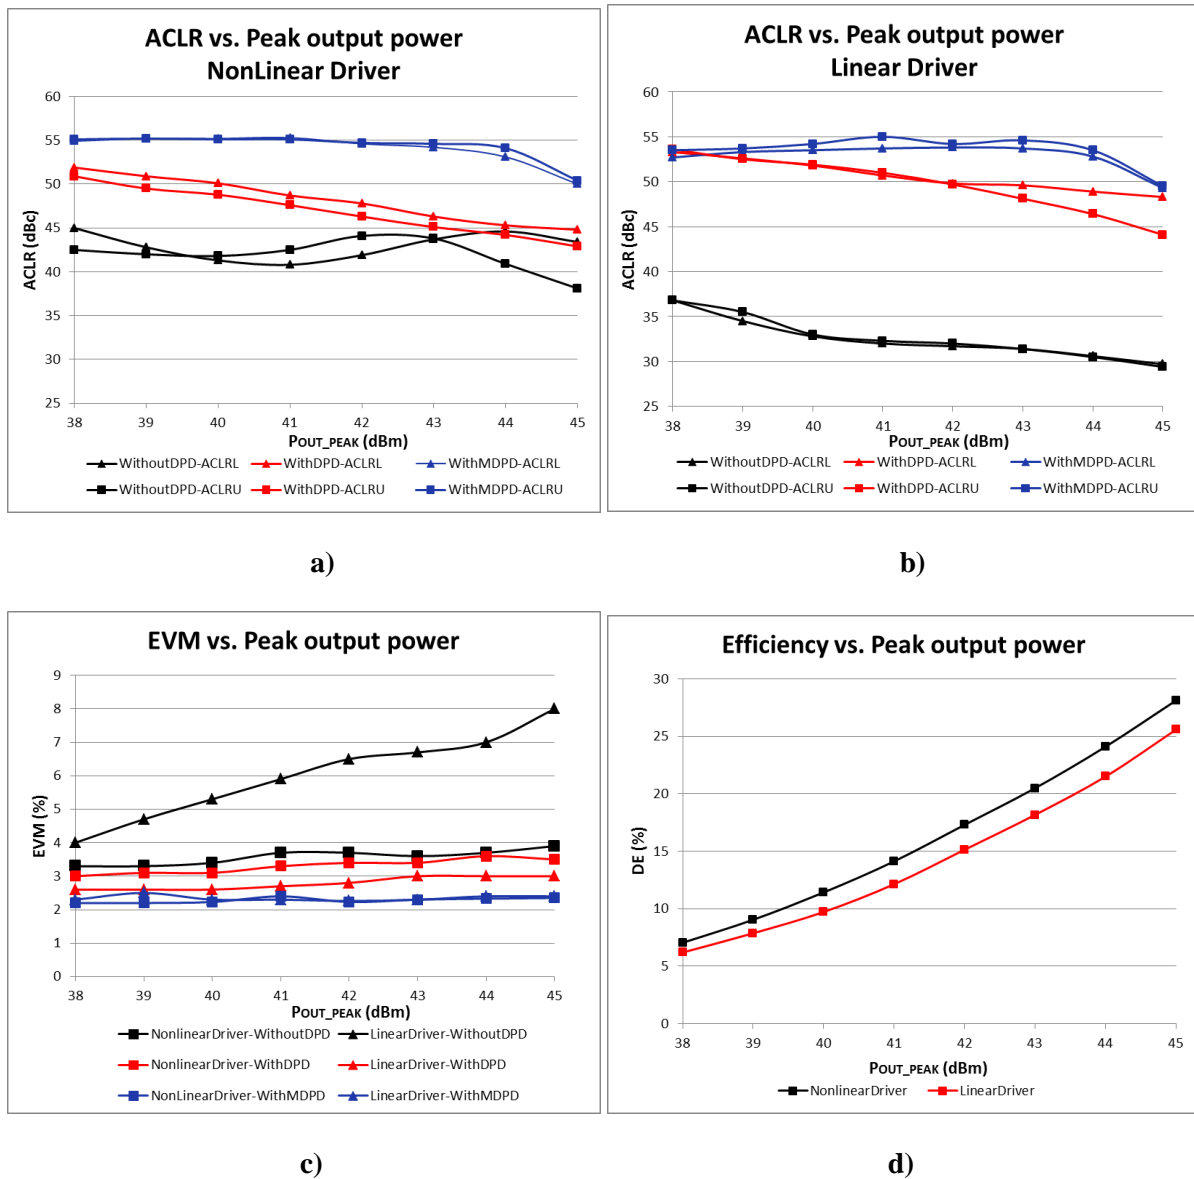 ACLR vs. Peak output power
NonLinear Driver
60
55
50
45
40
35
30
25
ACLR (dBc)
38 39 40 41 42 43 44 45
POUT_PEAK (dBm)
WithoutDPD-ACLRL WithDPD-ACLRL WithMDPD-ACLRL
WithoutDPD-ACLRU WithDPD-ACLRU WithMDPD-ACLRU
a)
ACLR vs. Peak output power
Linear Driver
60
55
50
45
40
35
30
25
ACLR (dBc)
38 39 40 41 42 43 44 45
POUT_PEAK (dBm)
WithoutDPD-ACLRL WithDPD-ACLRL WithMDPD-ACLRL
WithoutDPD-ACLRU WithDPD-ACLRU WithMDPD-ACLRU
b)
EVM vs. Peak output power
9
8
7
6
5
4
3
2
1
0
EVM (%)
38 39 40 41 42 43 44 45
POUT_PEAK (dBm)
NonlinearDriver-WithoutDPD LinearDriver-WithoutDPD
NonlinearDriver-WithDPD LinearDriver-WithDPD
NonLinearDriver-WithMDPD LinearDriver-WithMDPD
c)
Efficiency vs. Peak output power
30
25
20
15
10
5
0
DE (%)
38 39 40 41 42 43 44 45
POUT_PEAK (dBm)
NonlinearDriver LinearDriver
d)